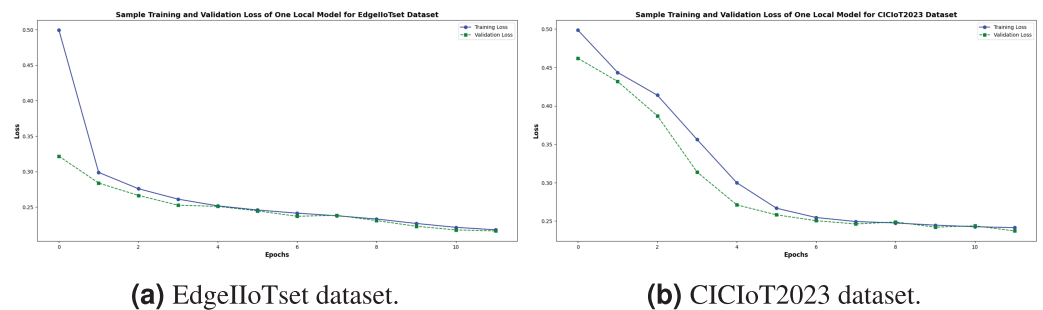 Sample Training and Validation Loss of One Local Model for EdgeIIoTset Dataset
Training Loss
Validation Loss
0.50
0.45
0.40
0.35
0.30
0.25
Loss
0 2 4 6 8 10
Epochs
(a) EdgeIIoTset dataset.
Sample Training and Validation Loss of One Local Model for CICIoT2023 Dataset
Training Loss
Validation Loss
0.50
0.45
0.40
0.35
0.30
0.25
Loss
0 2 4 6 8 10
Epochs
(b) CICIoT2023 dataset.